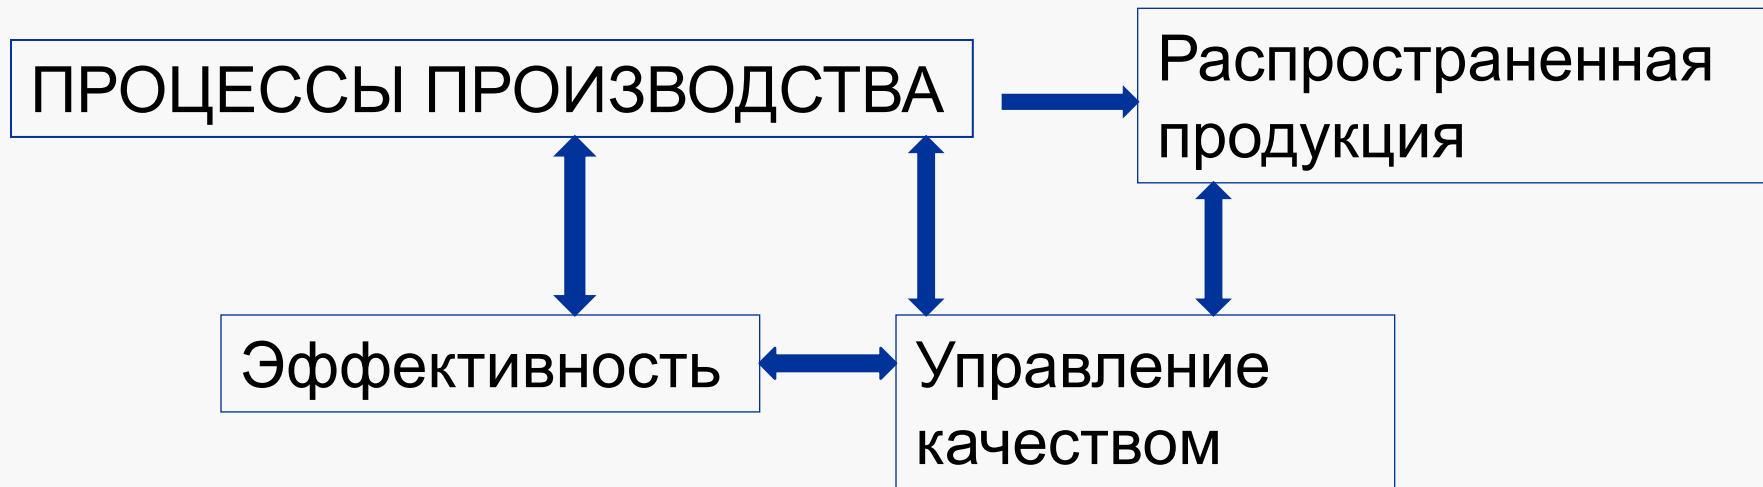 ПРОЦЕССЫ ПРОИЗВОДСТВА
Распространенная
продукция
Эффективность
Управление
качеством